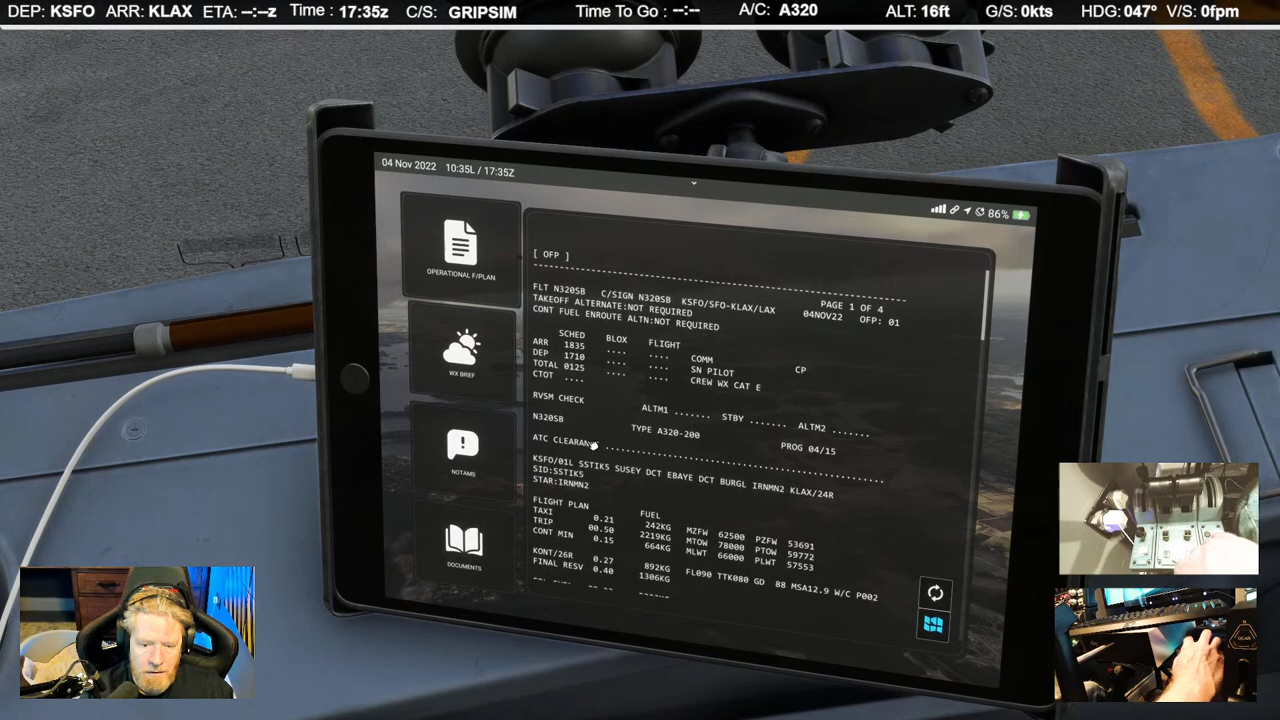 DEP: KSFO ARR: KLAX ETA: --:--z Time : 17:35z C/S: GRIPSIM Time To Go : --:-- A/C: A320 ALT: 16ft G/S: 0kts HDG: 047° V/S: 0fpm
04 Nov 2022 10:35L / 17:35Z
86%
OPERATIONAL F/PLAN
WX BRIEF
NOTAMS
DOCUMENTS
[ OFP ]
--------------------------------------------------------------------
FLT N320SB C/SIGN N320SB KSFO/SFO-KLAX/LAX PAGE 1 OF 4
TAKEOFF ALTERNATE:NOT REQUIRED 04NOV22 OFP: 01
CONT FUEL ENROUTE ALTN:NOT REQUIRED
SCHED BLOX FLIGHT
ARR 1835 .... .... COMM CP
DEP 1710 .... .... SN PILOT
TOTAL 0125 .... .... CREW WX CAT E
CTOT ....
RVSM CHECK ALTM1 ....... STBY ....... ALTM2 .......
N320SB TYPE A320-200 PROG 04/15
ATC CLEARANCE ..................................................
KSFO/01L SSTIK5 SUSEY DCT EBAYE DCT BURGL IRNMN2 KLAX/24R
SID:SSTIK5
STAR:IRNMN2
FLIGHT PLAN FUEL
TAXI 0.21 242KG MZFW 62500 PZFW 53691
TRIP 00.50 2219KG MTOW 78000 PTOW 59772
CONT MIN 0.15 664KG MLWT 66000 PLWT 57553
KONT/26R 0.27 892KG FL090 TTK080 GD 88 MSA12.9 W/C P002
FINAL RESV 0.40 1306KG
GEAR